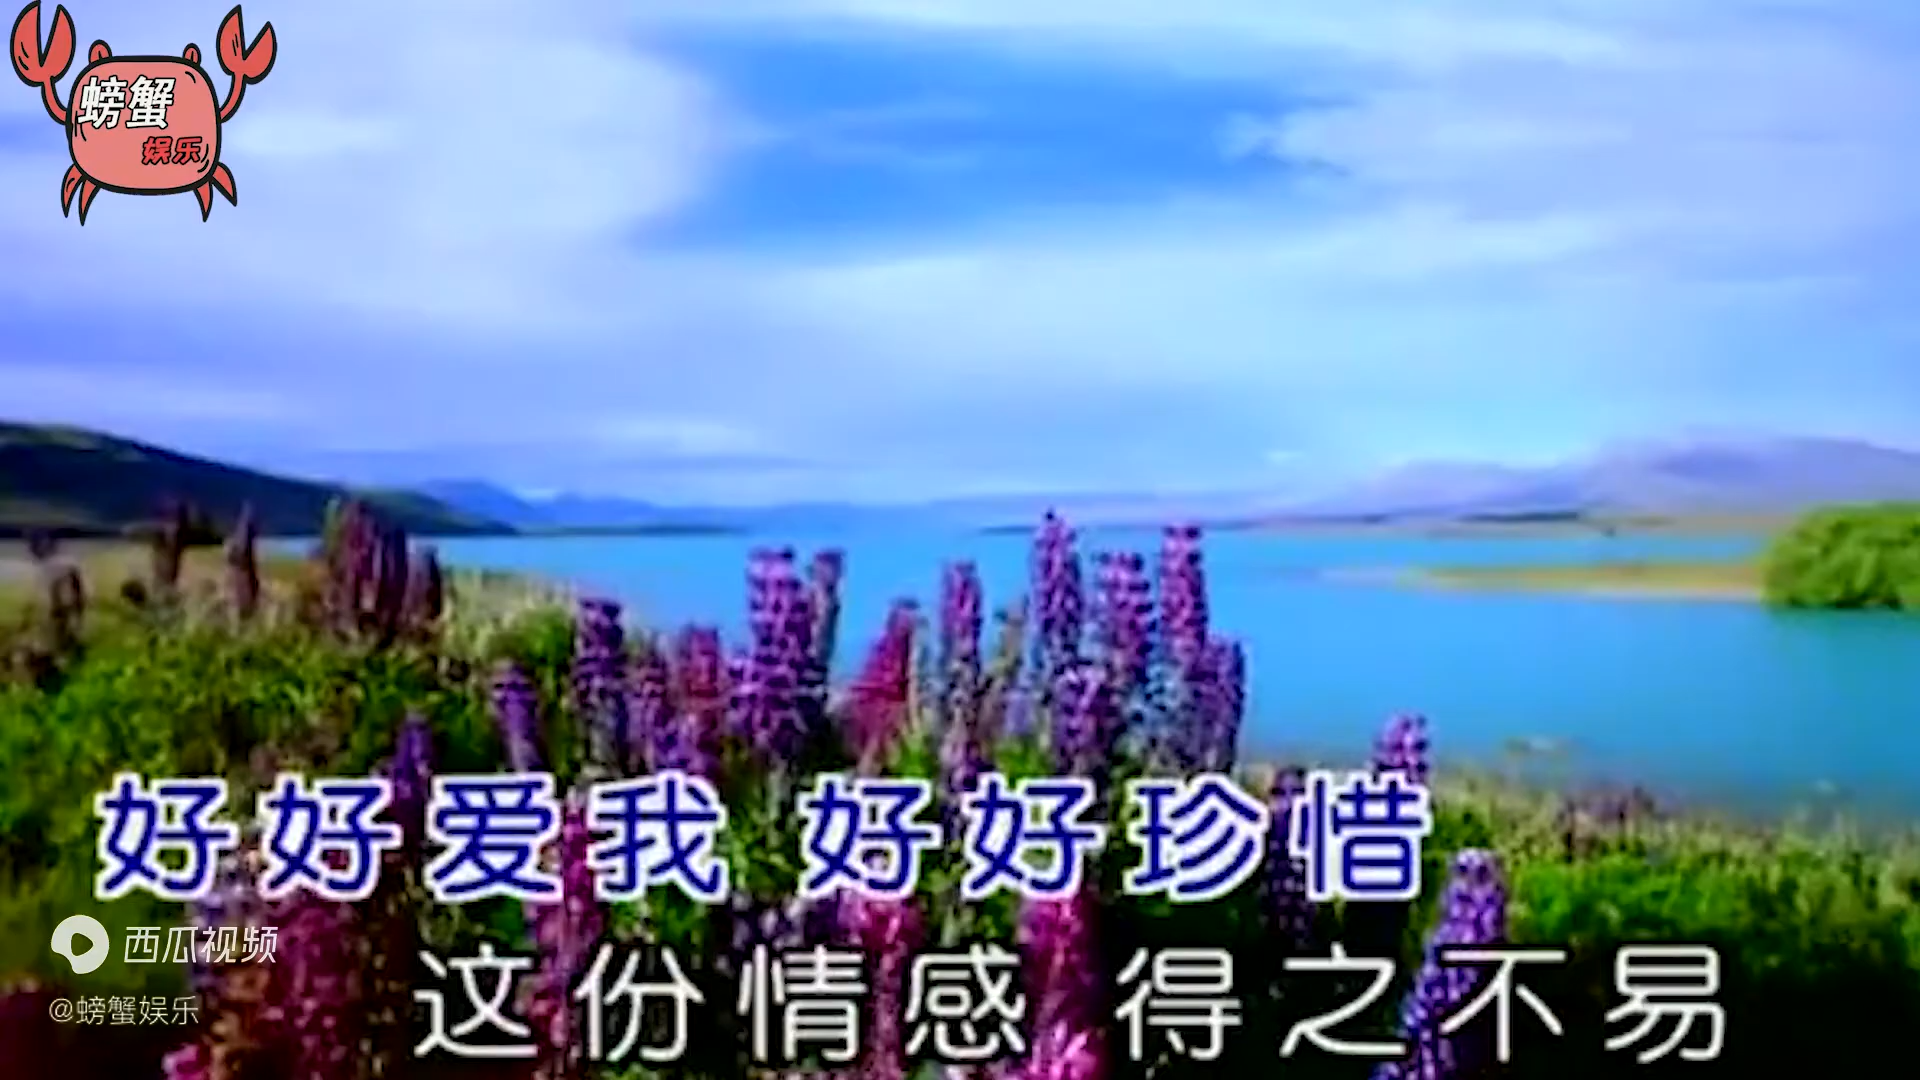 螃蟹
娱乐
好好爱我 好好珍惜
西瓜视频
这份情感 得之不易
@螃蟹娱乐